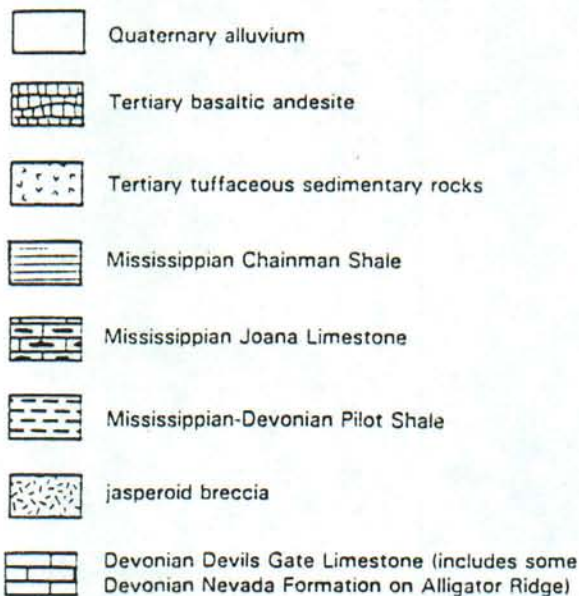 Quaternary alluvium
Tertiary basaltic andesite
Tertiary tuffaceous sedimentary rocks
Mississippian Chainman Shale
Mississippian Joana Limestone
Mississippian-Devonian Pilot Shale
jasperoid breccia
Devonian Devils Gate Limestone (includes some
Devonian Nevada Formation on Alligator Ridge)